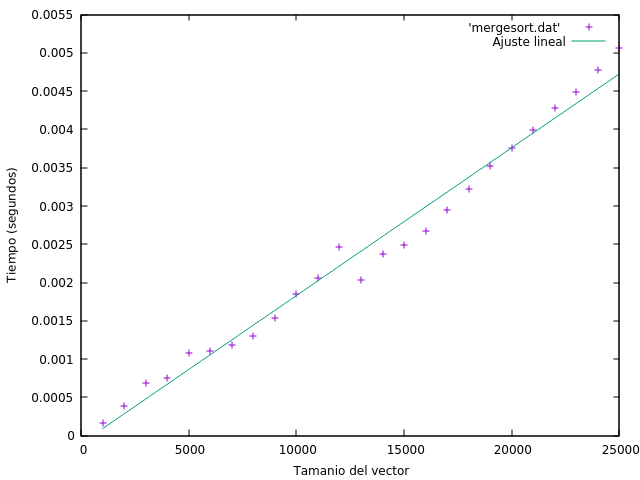 0.0055
0.005
0.0045
0.004
0.0035
0.003
0.0025
0.002
0.0015
0.001
0.0005
0
Tiempo (segundos)
'mergesort.dat'
Ajuste lineal
0 5000 10000 15000 20000 25000
Tamanio del vector